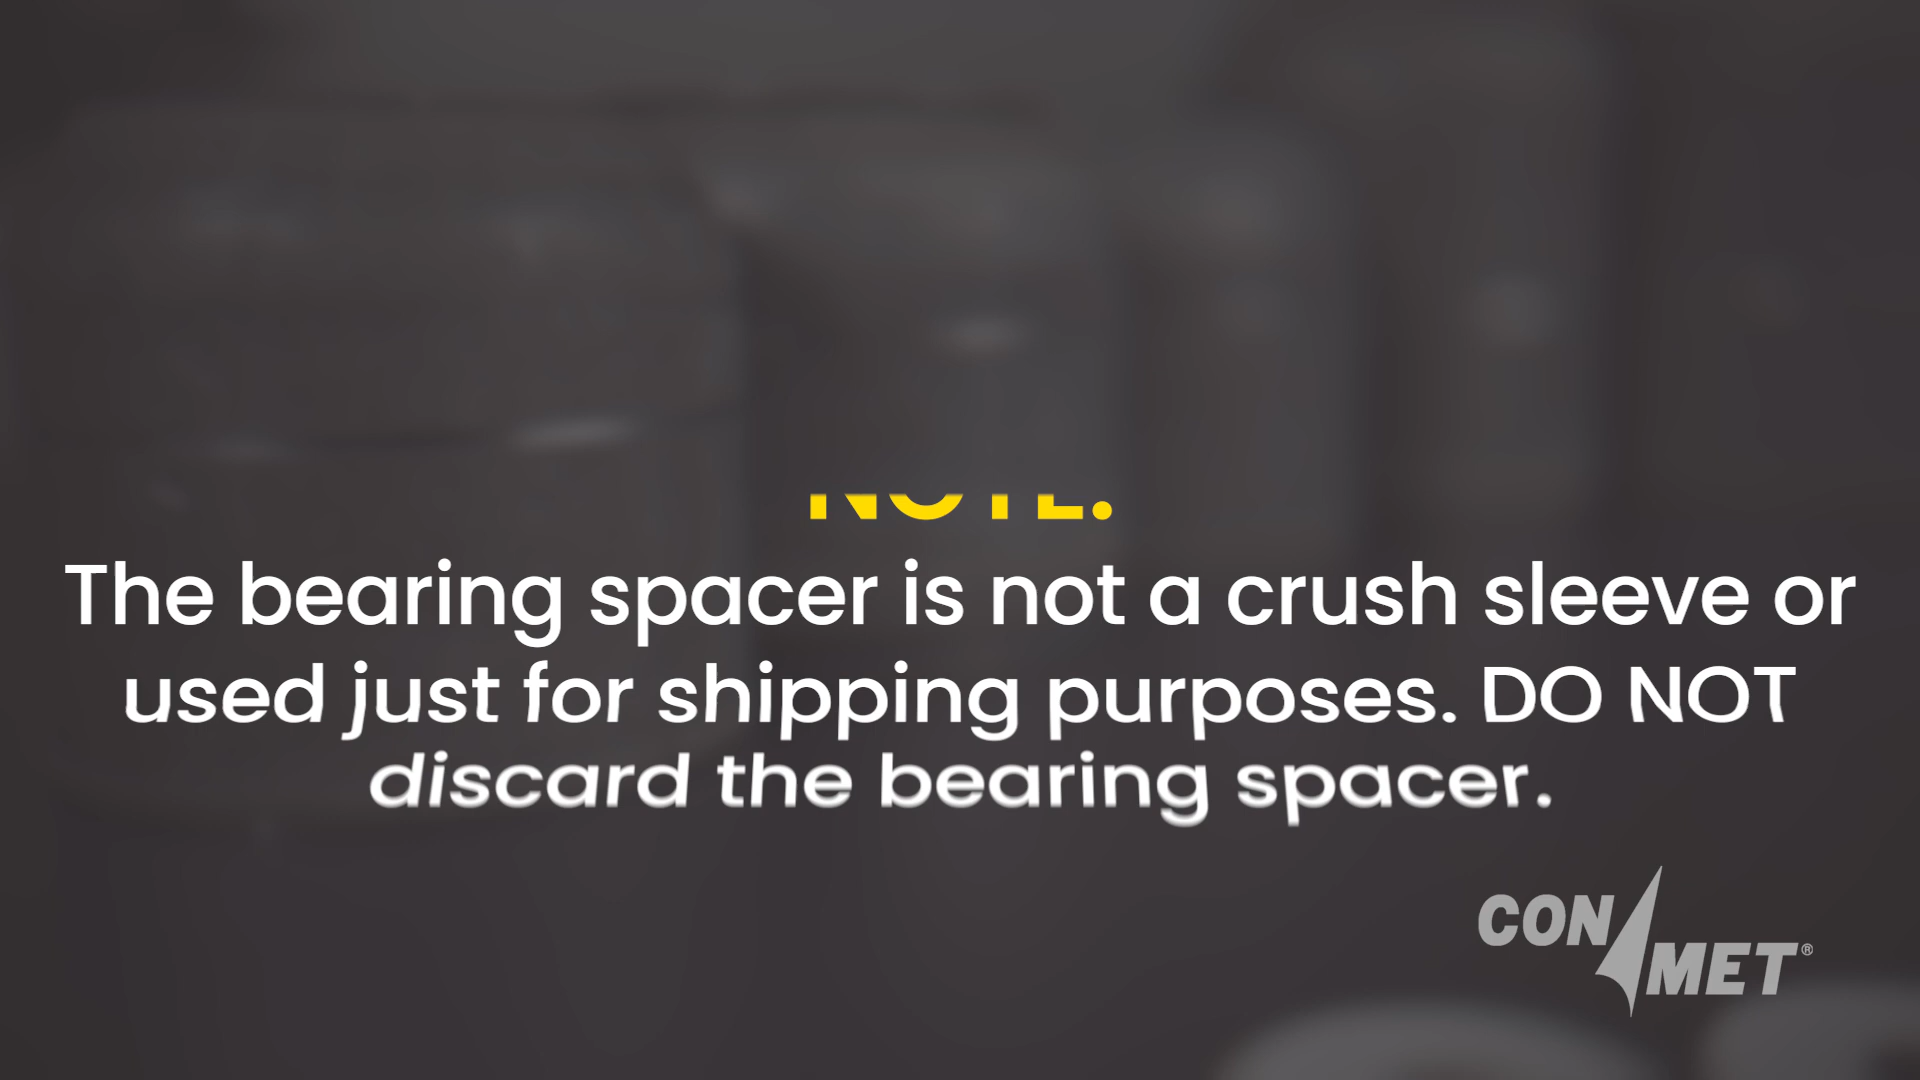 NOTE:
The bearing spacer is not a crush sleeve or
used just for shipping purposes. DO NOT
discard the bearing spacer.
CON MET®